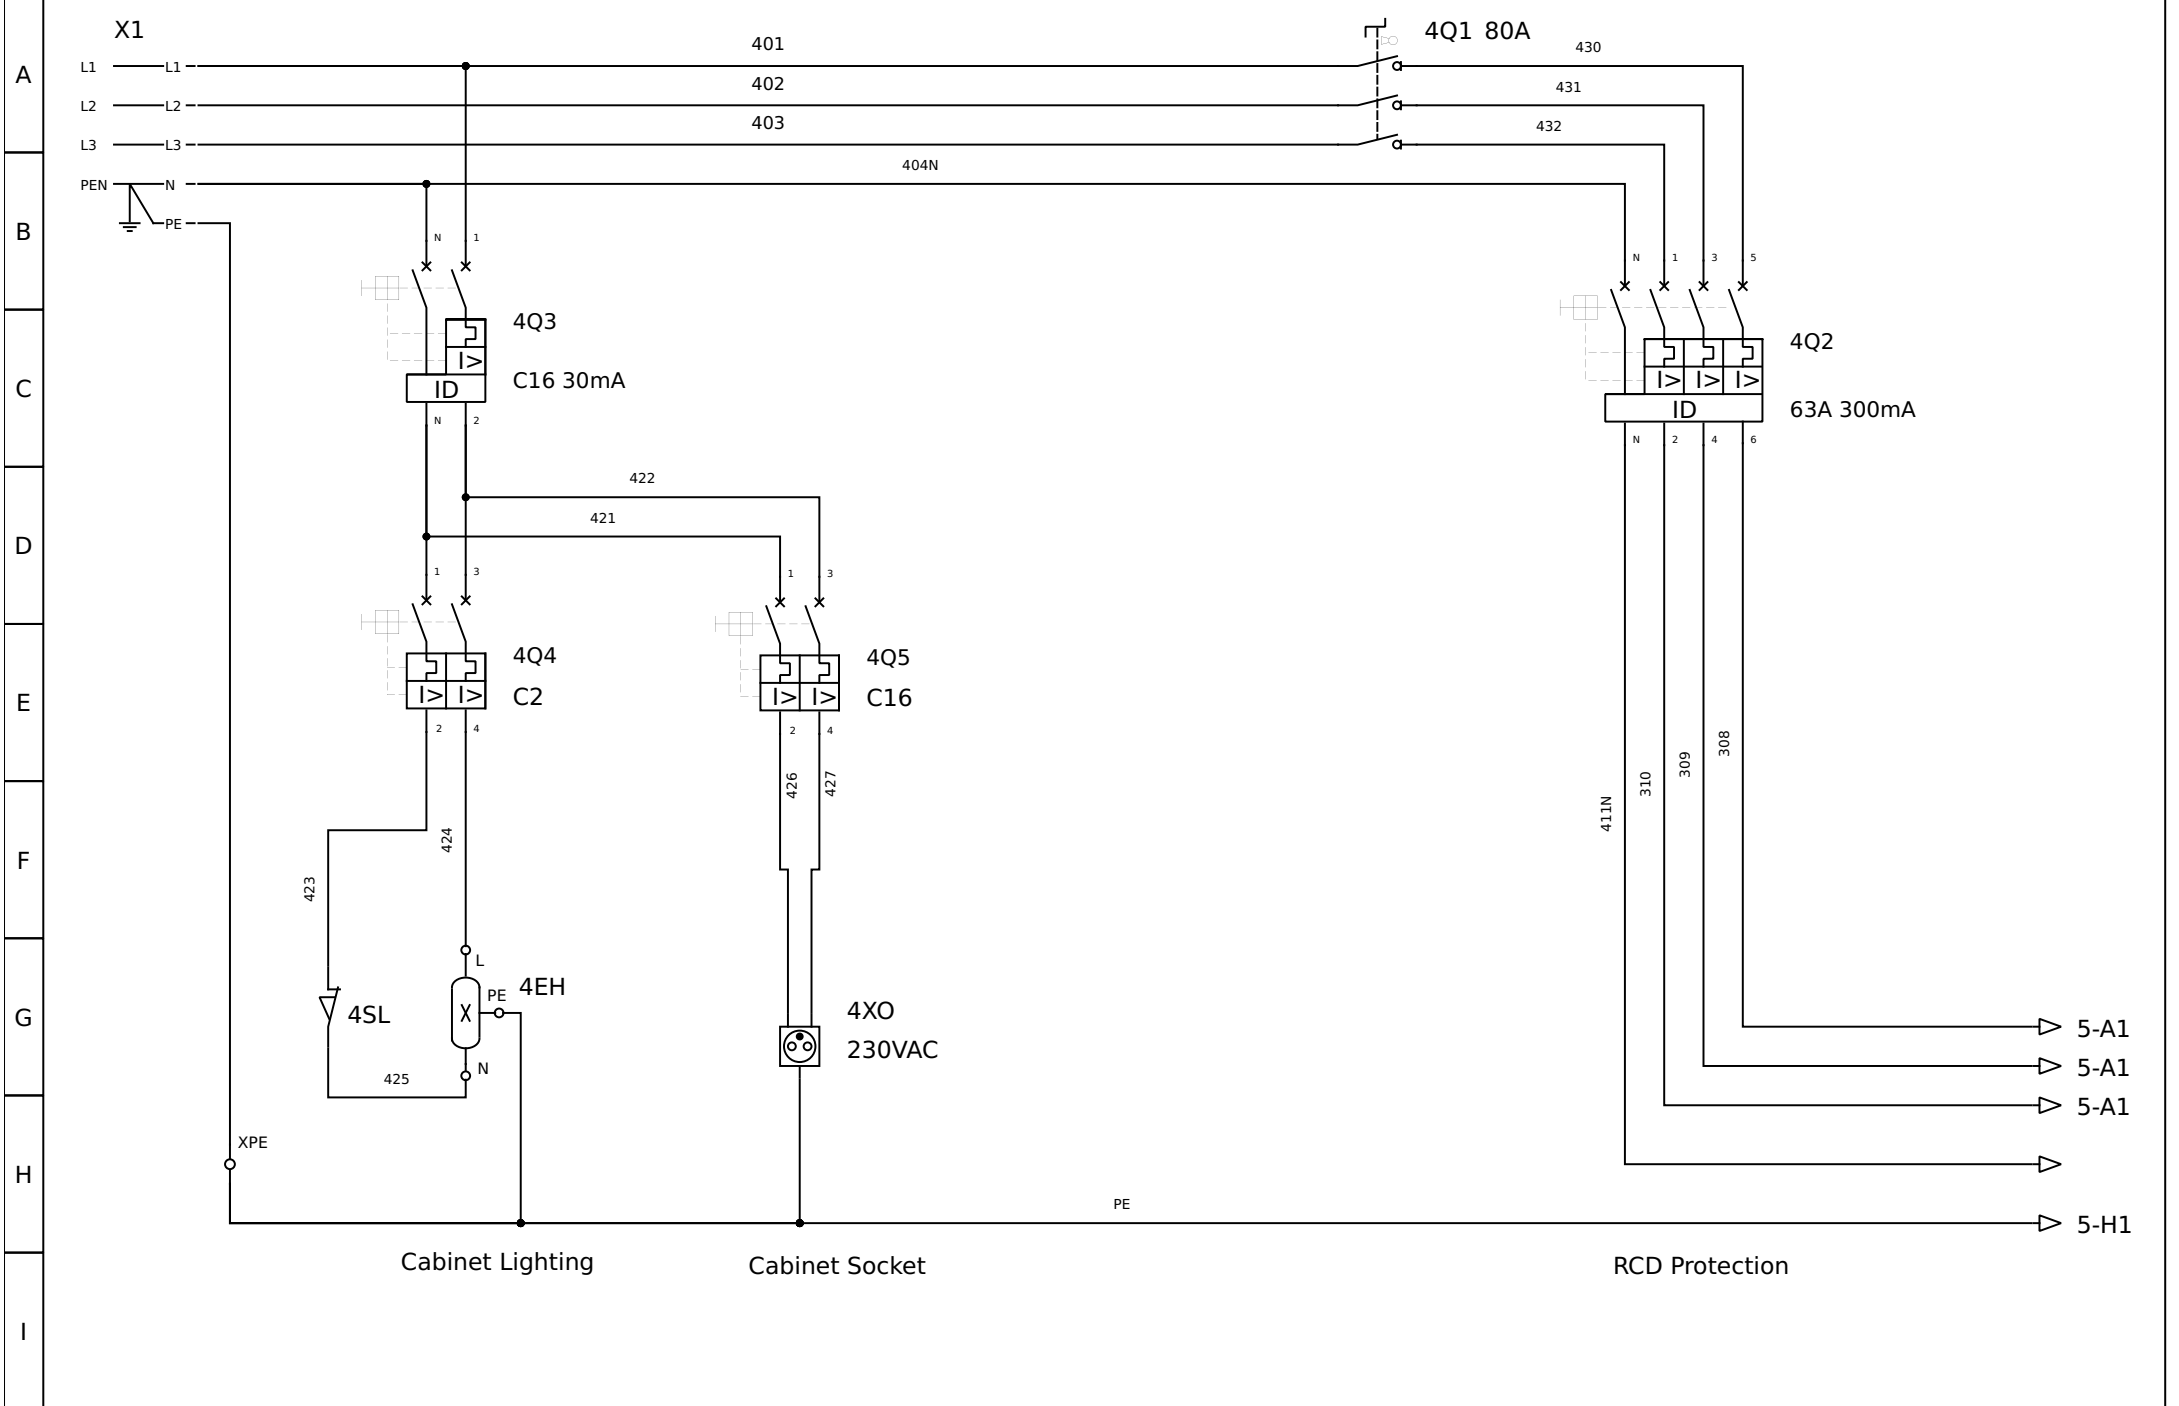 X1
4Q1 80A
401
430
A
L1
L1
402
431
L2
L2
403
432
L3
L3
404N
PEN
N
PE
B
N
1
N
1
3
5
4Q3
4Q2
I>
C16 30mA
I>
I>
I>
C
ID
ID
63A 300mA
N
2
N
2
4
6
422
421
D
1
3
1
3
4Q4
4Q5
I>
I>
C2
I>
I>
C16
E
2
4
2
4
308
309
426
427
310
411N
424
F
423
L
4EH
PE
4SL
X
4XO
G
5-A1
230VAC
N
5-A1
425
5-A1
XPE
H
PE
5-H1
Cabinet Lighting
Cabinet Socket
RCD Protection
I